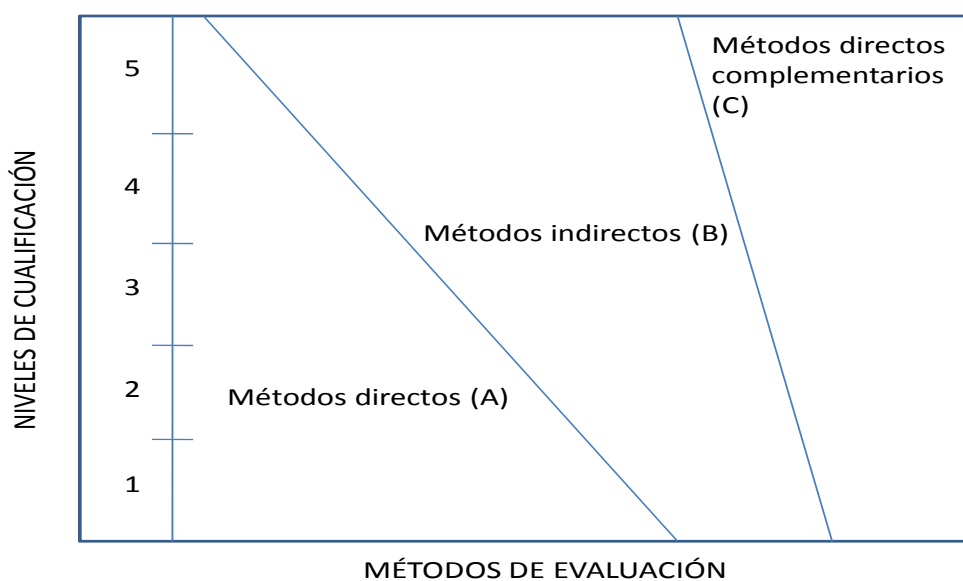 NIVELES DE CUALIFICACIÓN
5
4
3
2
1
Métodos directos
complementarios
(C)
Métodos indirectos (B)
Métodos directos (A)
MÉTODOS DE EVALUACIÓN